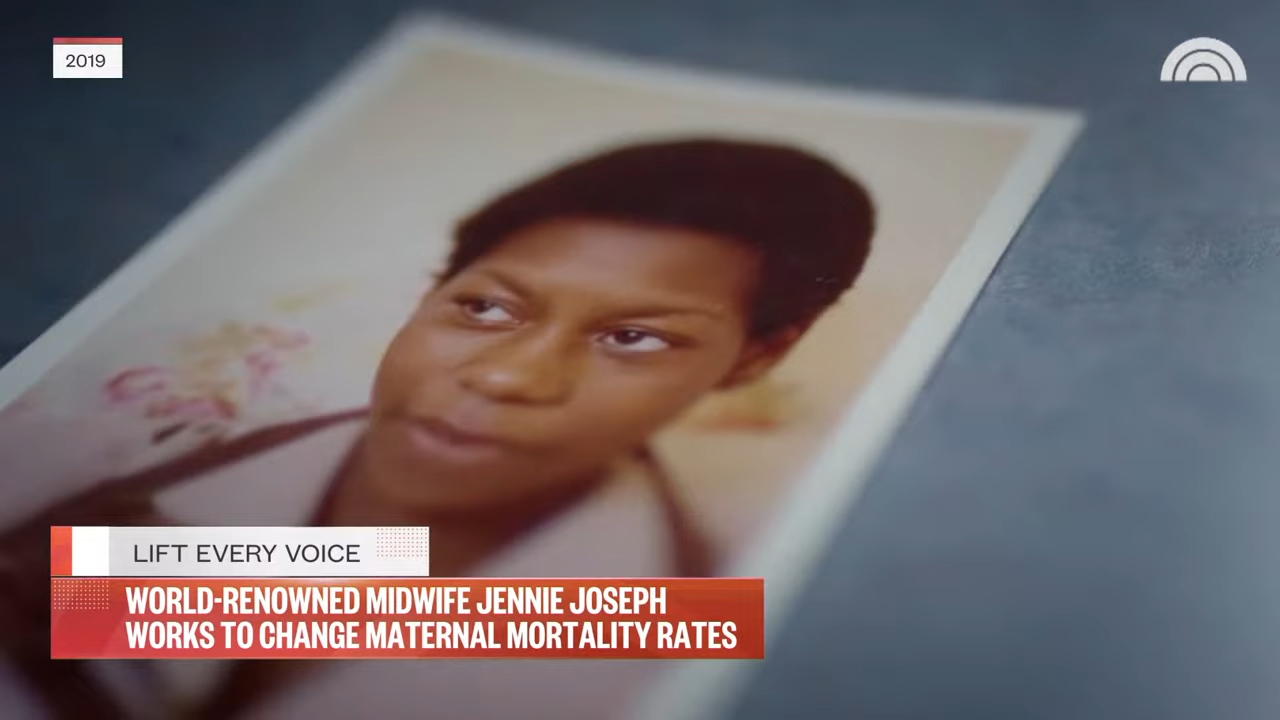 2019
LIFT EVERY VOICE
WORLD-RENOWNED MIDWIFE JENNIE JOSEPH
WORKS TO CHANGE MATERNAL MORTALITY RATES